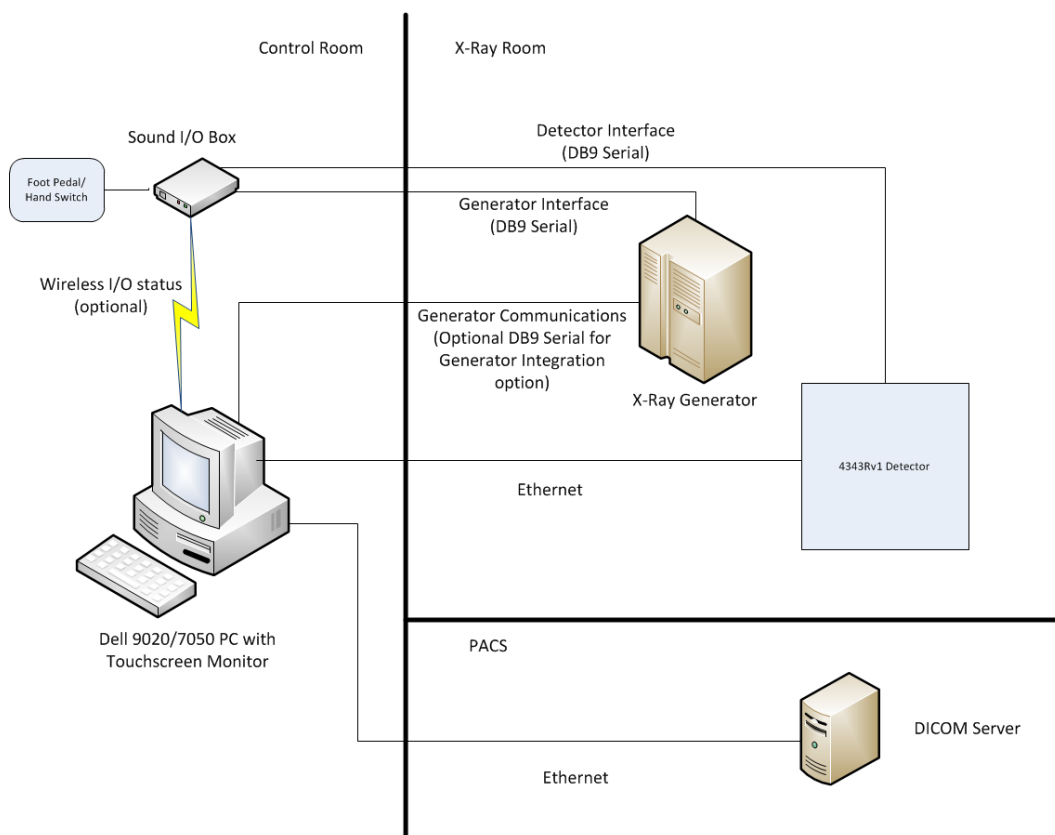 Control Room
X-Ray Room
Sound I/O Box
Detector Interface
(DB9 Serial)
Foot Pedal/
Hand Switch
Generator Interface
(DB9 Serial)
Wireless I/O status
(optional)
Generator Communications
(Optional DB9 Serial for
Generator Integration
option)
X-Ray Generator
4343Rv1 Detector
Ethernet
Dell 9020/7050 PC with
Touchscreen Monitor
PACS
DICOM Server
Ethernet